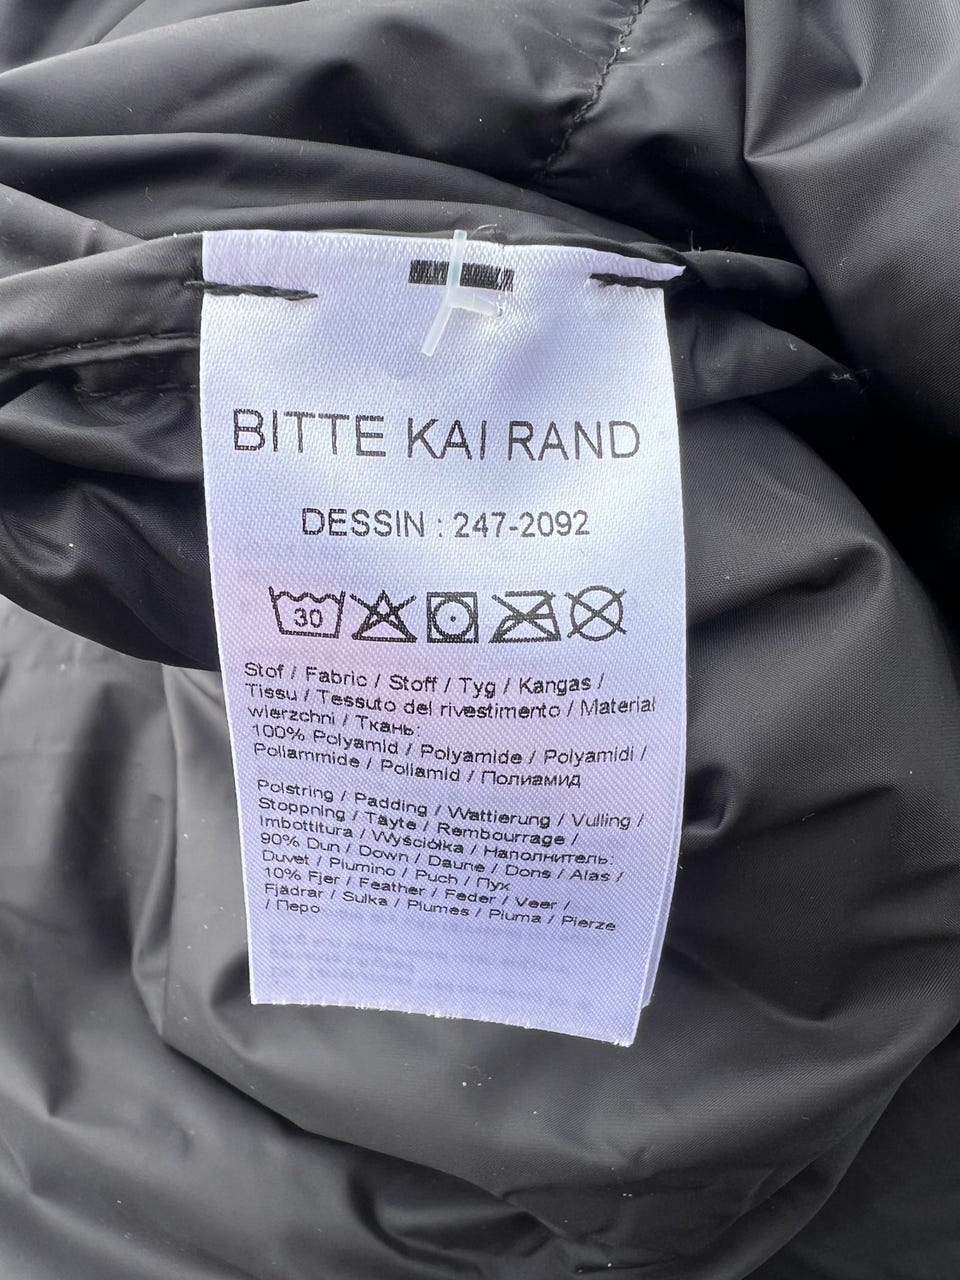 BITTE KAI RAND
DESSIN : 247-2092
30
Stof / Fabric / Stoff / Tyg / Kangas /
Tissu / Tessuto del rivestimento / Material
wierzchni / Ткань:
100% Polyamid / Polyamide / Polyamidi /
Poliammide / Poliamid / Полиамид
Polstring / Padding / Wattierung / Vulling /
Stoppning / Täyte / Rembourrage /
Imbottitura / Wyściółka / Наполнитель:
90% Dun / Down / Daune / Dons / Alas /
Duvet / Piumino / Puch / Пух
10% Fjer / Feather / Feder / Veer /
Fjädrar / Sulka / Plumes / Piuma / Pierze
/ Перо